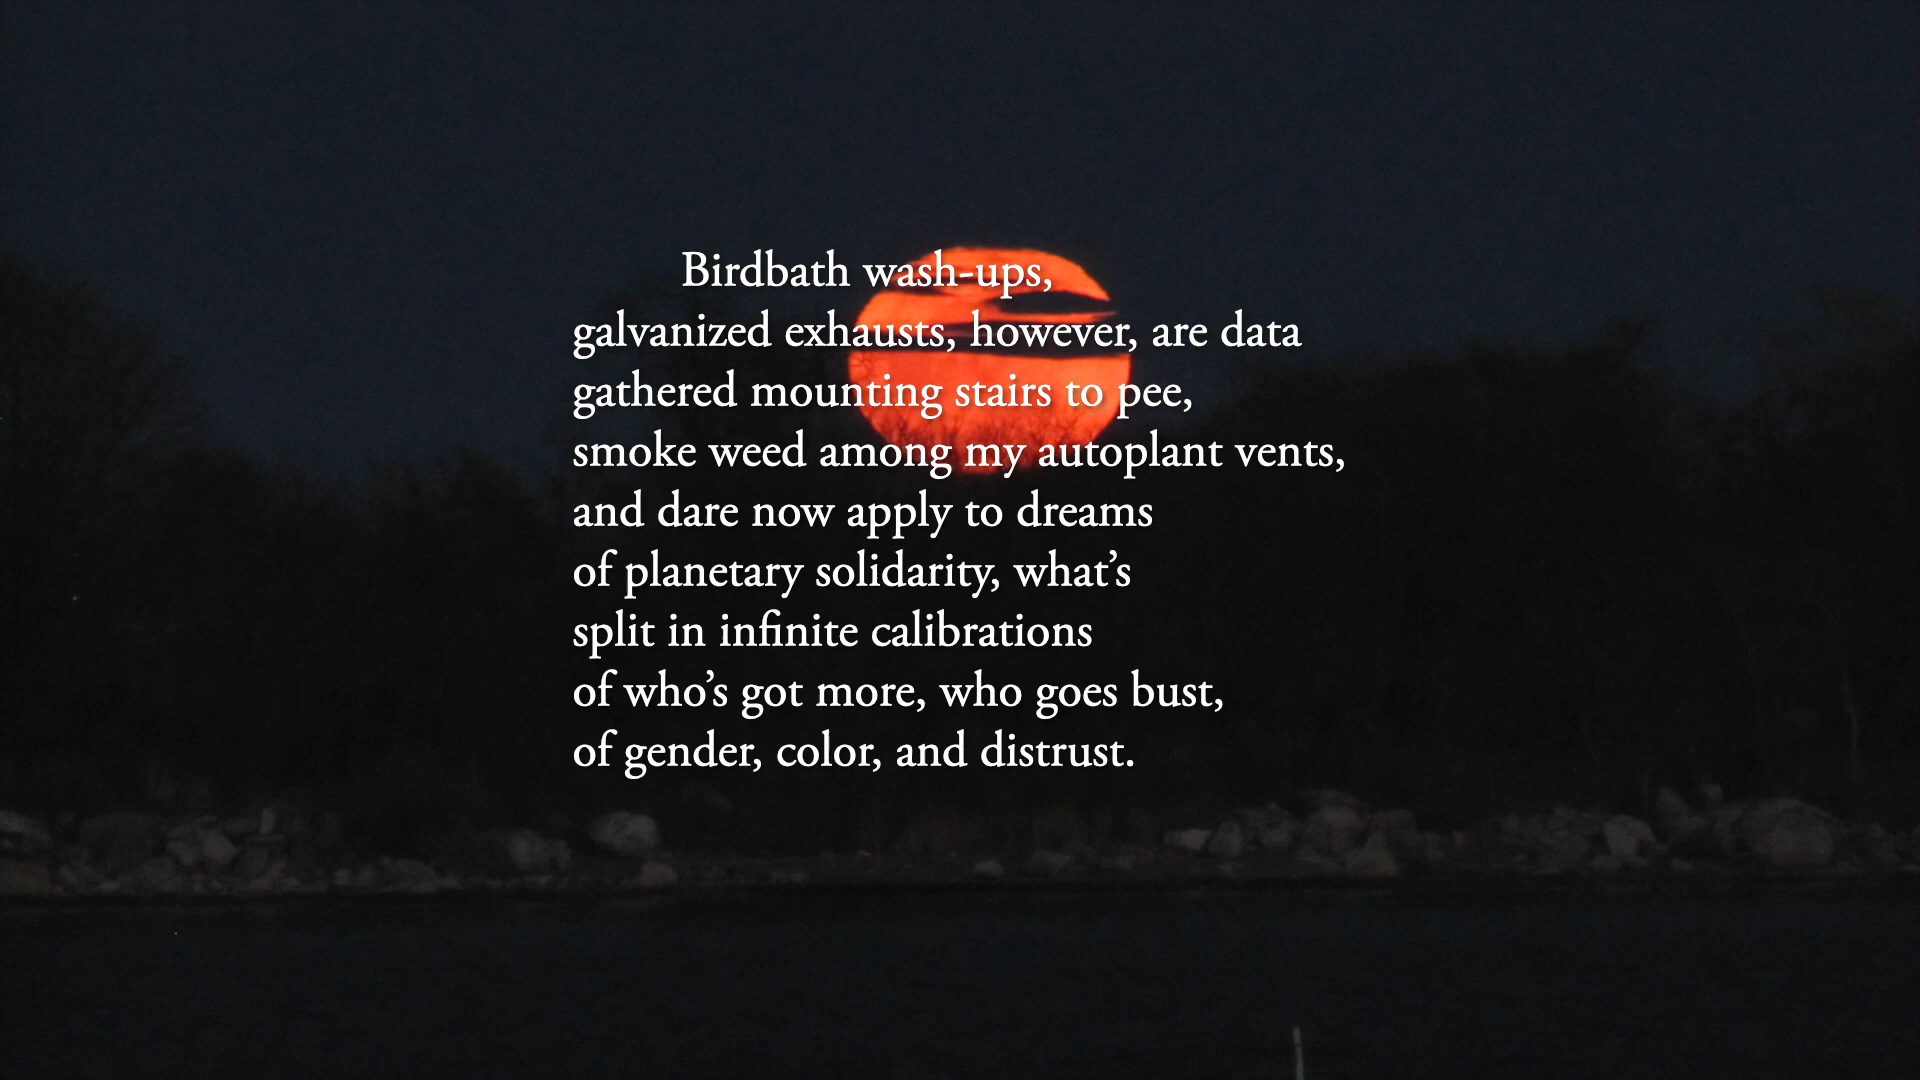 Birdbath wash-ups,
galvanized exhausts, however, are data
gathered mounting stairs to pee,
smoke weed among my autoplant vents,
and dare now apply to dreams
of planetary solidarity, what’s
split in infinite calibrations
of who’s got more, who goes bust,
of gender, color, and distrust.